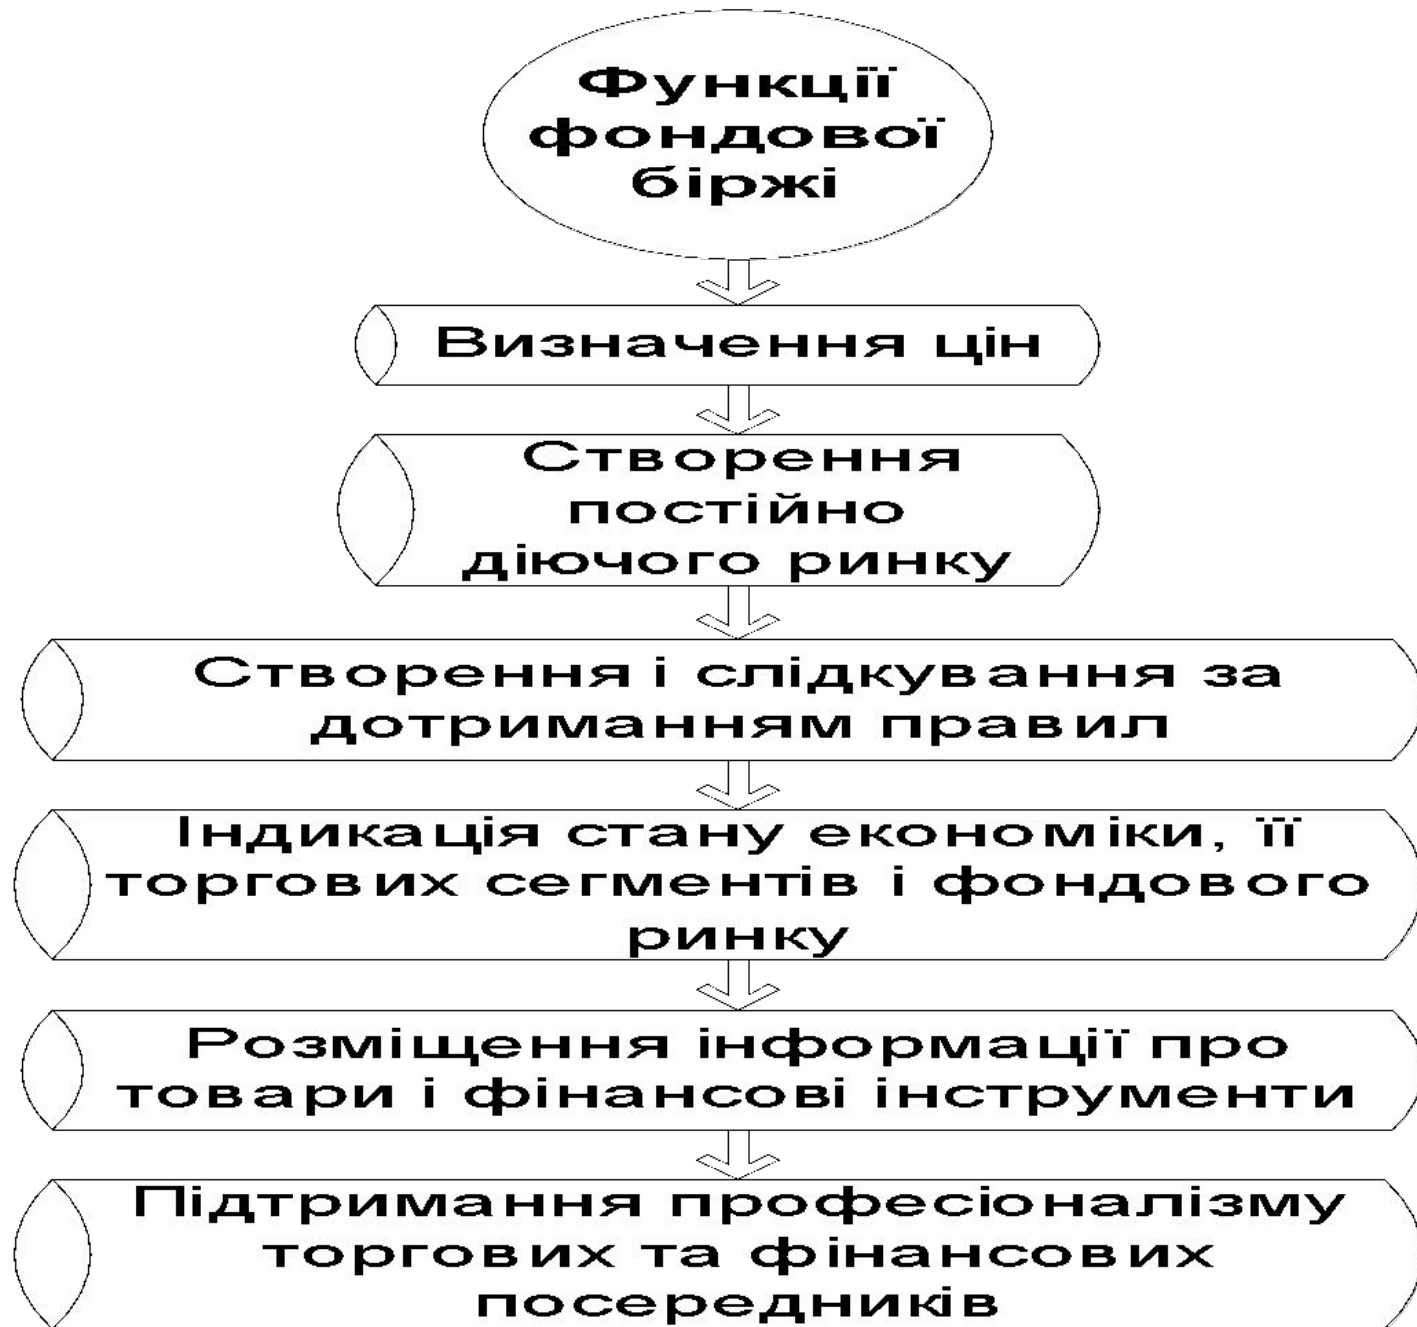 Функції
фондової
біржі
Визначення цін
Створення
постійно
діючого ринку
Створення і слідкування за
дотриманням правил
Індикація стану економіки, її
торгових сегментів і фондового
ринку
Розміщення інформації про
товари і фінансові інструменти
Підтримання професіоналізму
торгових та фінансових
посередників